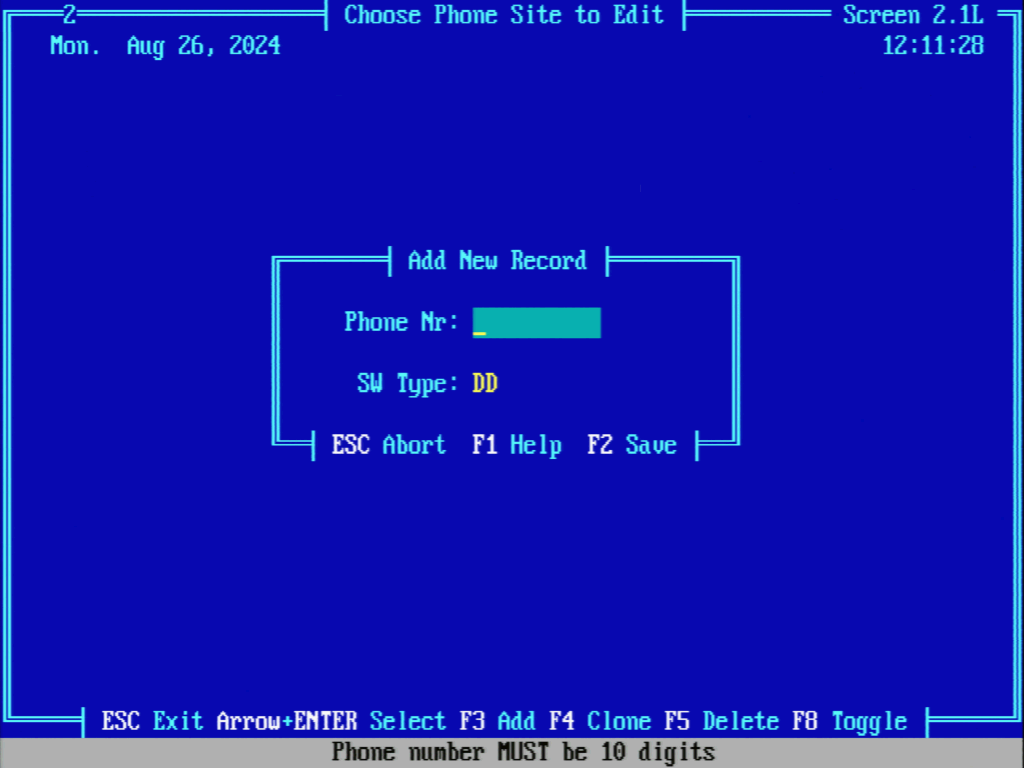 2 Choose Phone Site to Edit Screen 2.1L
Mon. Aug 26, 2024 12:11:28
Add New Record
Phone Nr:
SW Type: DD
ESC Abort F1 Help F2 Save
ESC Exit Arrow+ENTER Select F3 Add F4 Clone F5 Delete F8 Toggle
Phone number MUST be 10 digits